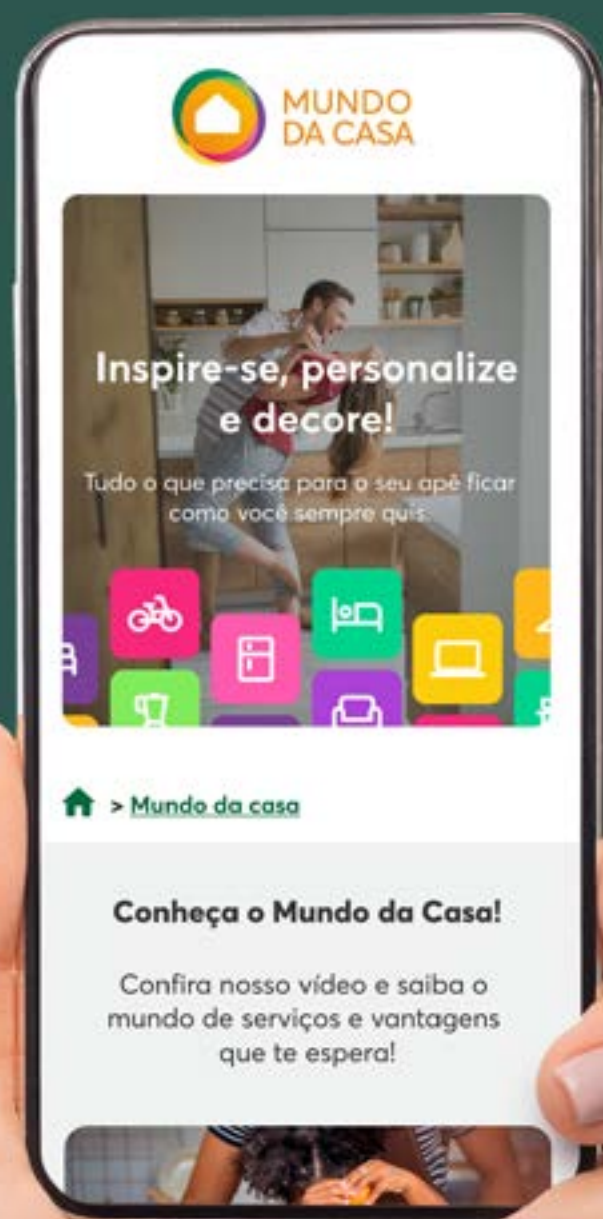 MUNDO
DA CASA
Inspire-se, personalize
e decore!
Tudo o que precisa para o seu apê ficar
como você sempre quis.
> Mundo da casa
Conheça o Mundo da Casa!
Confira nosso vídeo e saiba o
mundo de serviços e vantagens
que te espera!